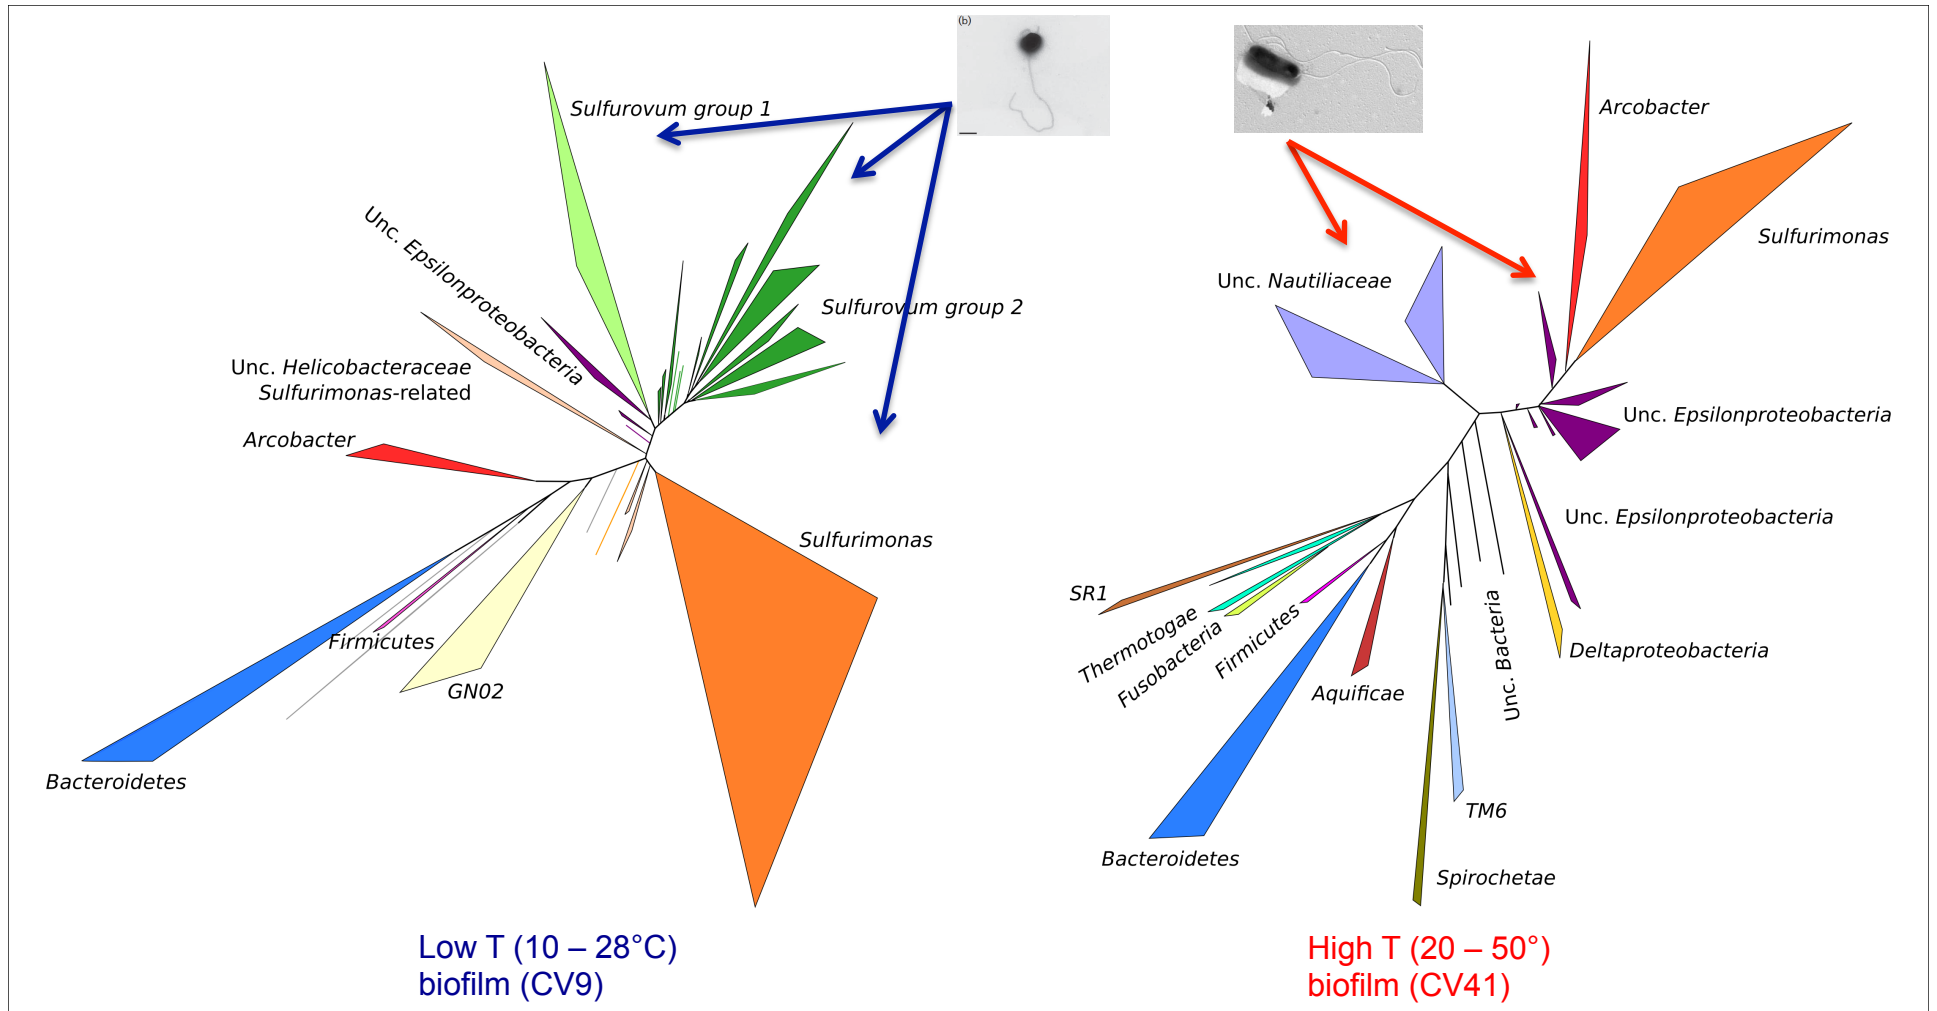 (b)
Sulfurovum group 1
Unc. Epsilonproteobacteria
Sulfurovum group 2
Unc. Helicobacteraceae
Sulfurimonas-related
Arcobacter
Sulfurimonas
Firmicutes
GN02
Bacteroidetes
Low T (10 – 28°C)
biofilm (CV9)
Arcobacter
Sulfurimonas
Unc. Nautiliaceae
Unc. Epsilonproteobacteria
Unc. Epsilonproteobacteria
SR1
Thermotogae
Fusobacteria
Firmicutes
Unc. Bacteria
Deltaproteobacteria
Aquificae
TM6
Bacteroidetes
Spirochetae
High T (20 – 50°)
biofilm (CV41)